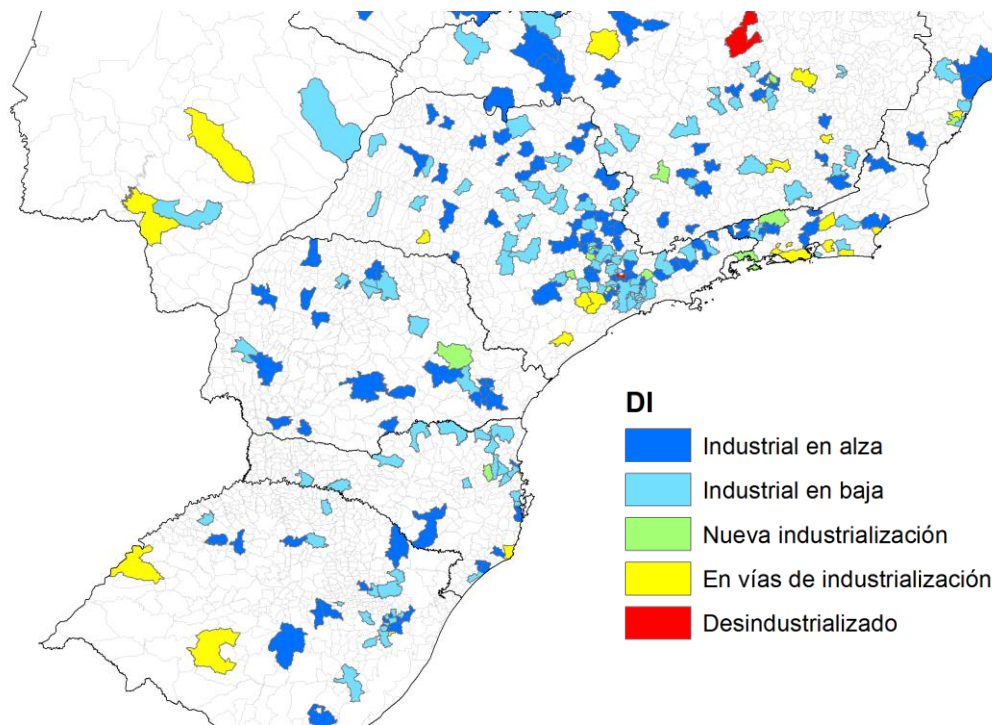 DI
Industrial en alza
Industrial en baja
Nueva industrialización
En vías de industrialización
Desindustrializado